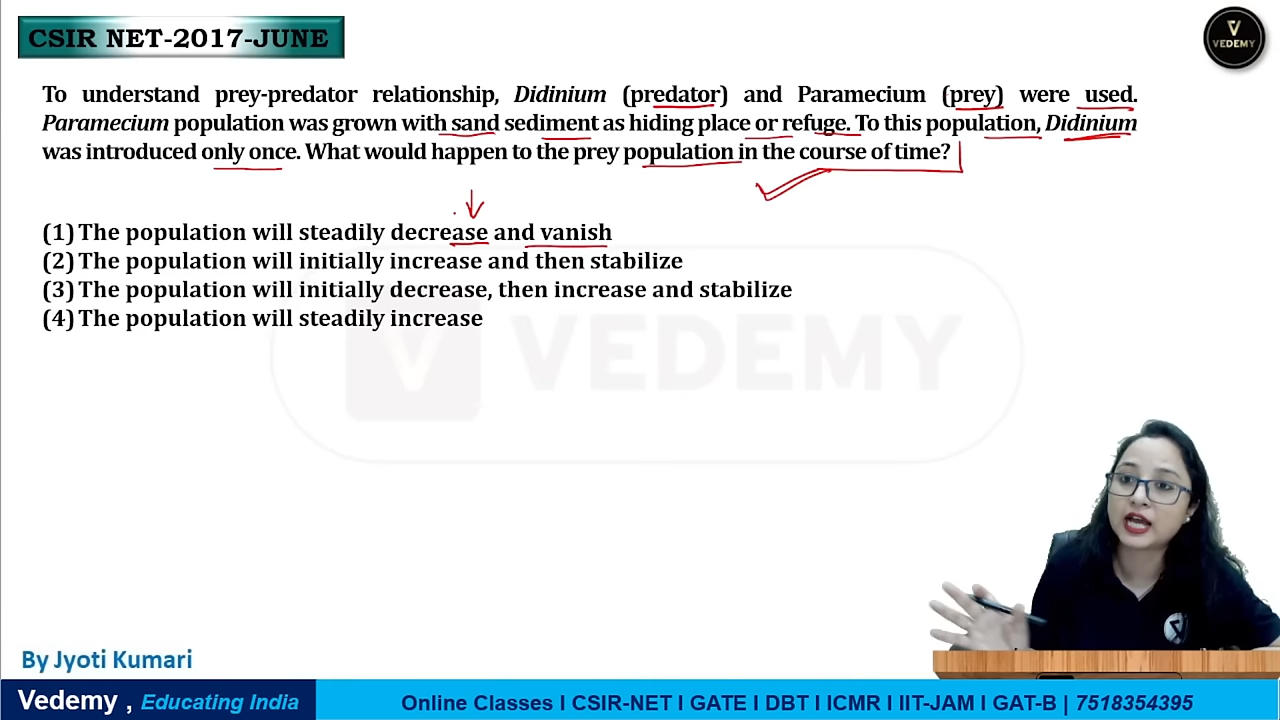 CSIR NET-2017-JUNE
VEDEMY
To understand prey-predator relationship, Didinium (predator) and Paramecium (prey) were used.
Paramecium population was grown with sand sediment as hiding place or refuge. To this population, Didinium
was introduced only once. What would happen to the prey population in the course of time?
(1) The population will steadily decrease and vanish
(2) The population will initially increase and then stabilize
(3) The population will initially decrease, then increase and stabilize
(4) The population will steadily increase
VEDEMY
By Jyoti Kumari
Vedemy , Educating India
Online Classes I CSIR-NET I GATE I DBT I ICMR I IIT-JAM I GAT-B | 7518354395